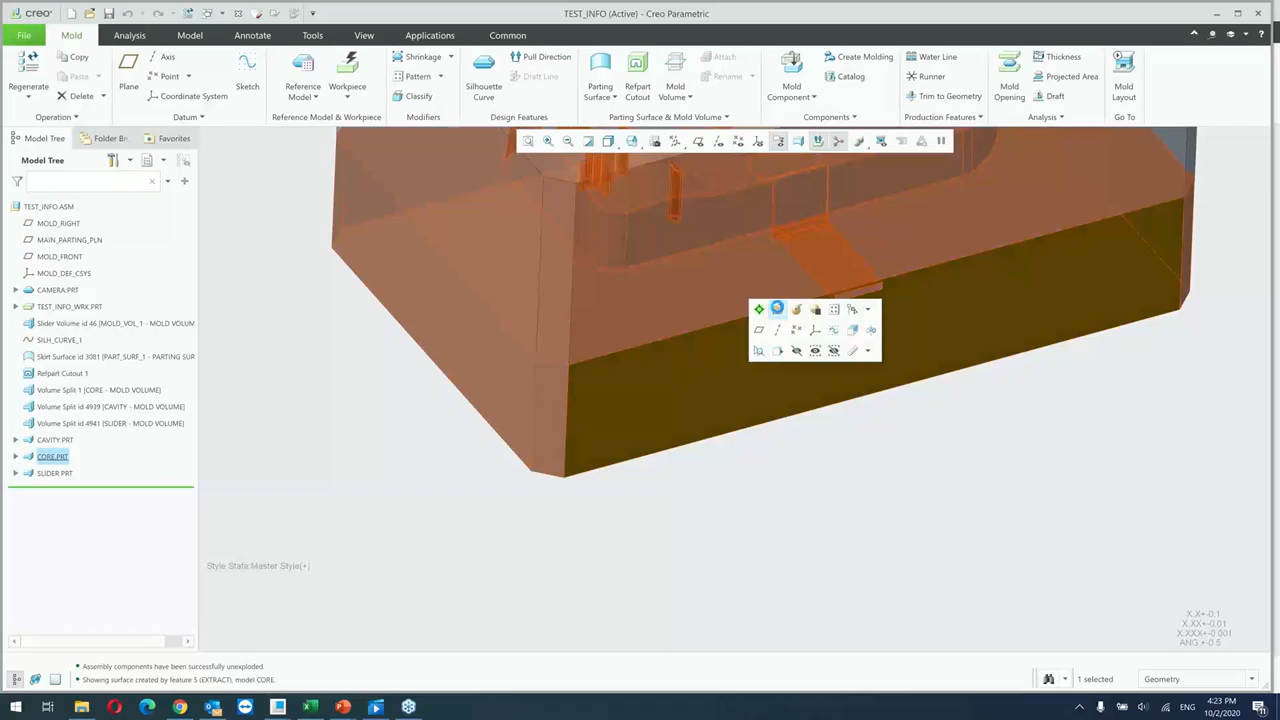 creo
TEST_INFO (Active) - Creo Parametric
File
Mold
Analysis
Model
Annotate
Tools
View
Applications
Common
Regenerate
Copy
Paste
Delete
Operation
Plane
Axis
Point
Coordinate System
Sketch
Datum
Reference
Model
Workpiece
Reference Model & Workpiece
Shrinkage
Pattern
Classify
Modifiers
Silhouette
Curve
Pull Direction
Draft Line
Design Features
Parting
Surface
Refpart
Cutout
Mold
Volume
Attach
Rename
Parting Surface & Mold Volume
Mold
Component
Create Molding
Catalog
Components
Water Line
Runner
Trim to Geometry
Production Features
Mold
Opening
Thickness
Projected Area
Draft
Analysis
Mold
Layout
Go To
Model Tree
Folder Br
Favorites
Model Tree
TEST_INFO.ASM
MOLD_RIGHT
MAIN_PARTING_PLN
MOLD_FRONT
MOLD_DEF_CSYS
CAMERA.PRT
TEST_INFO_WRK.PRT
Slider Volume id 46 [MOLD_VOL_1 - MOLD VOLUM
SILH_CURVE_1
Skirt Surface id 3081 [PART_SURF_1 - PARTING SUR
Refpart Cutout 1
Volume Split 1 [CORE - MOLD VOLUME]
Volume Split id 4939 [CAVITY - MOLD VOLUME]
Volume Split id 4941 [SLIDER - MOLD VOLUME]
CAVITY.PRT
CORE.PRT
SLIDER.PRT
Style State:Master Style(+)
X.X+-0.1
X.XX+-0.01
X.XXX+-0.001
ANG.+-0.5
• Assembly components have been successfully unexploded.
• Showing surface created by feature 5 (EXTRACT), model CORE.
1 selected
Geometry
ENG
4:23 PM
10/2/2020